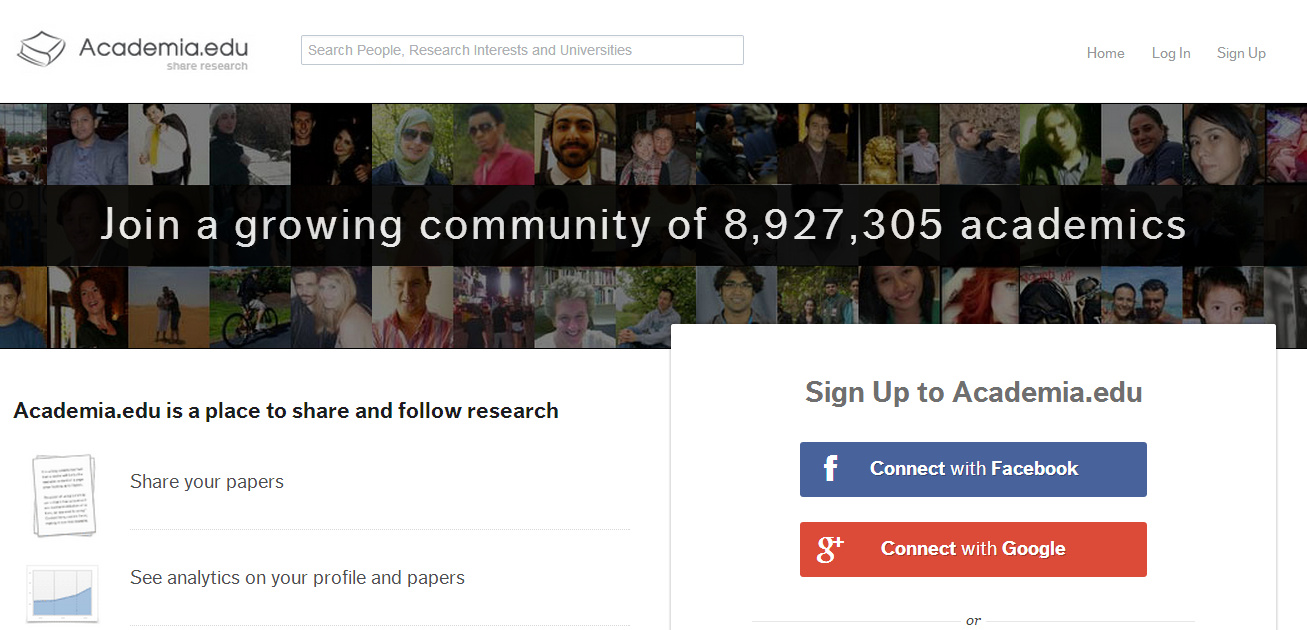 Academia.edu
share research
Search People, Research Interests and Universities
Home
Log In
Sign Up
Join a growing community of 8,927,305 academics
Academia.edu is a place to share and follow research
Share your papers
See analytics on your profile and papers
Sign Up to Academia.edu
f Connect with Facebook
g+ Connect with Google
or